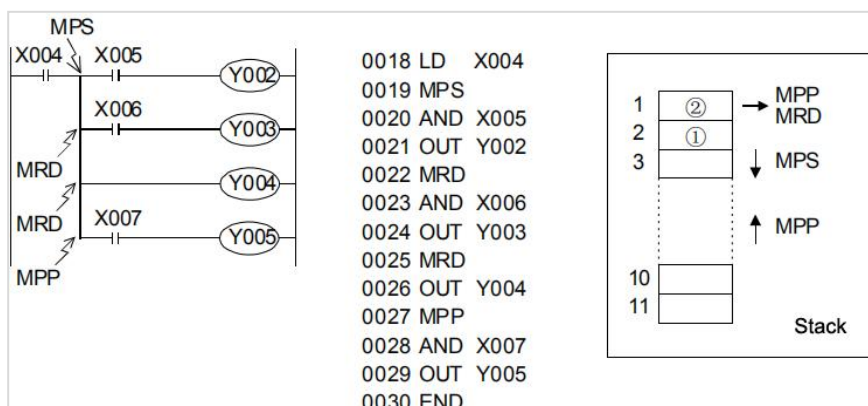 MPS
X004 X005
Y002
X006
Y003
MRD
Y004
MRD X007
Y005
MPP
0018 LD X004
0019 MPS
0020 AND X005
0021 OUT Y002
0022 MRD
0023 AND X006
0024 OUT Y003
0025 MRD
0026 OUT Y004
0027 MPP
0028 AND X007
0029 OUT Y005
0030 END
1 ② MPP
MRD
2 ①
3 MPS
MPP
10
11
Stack